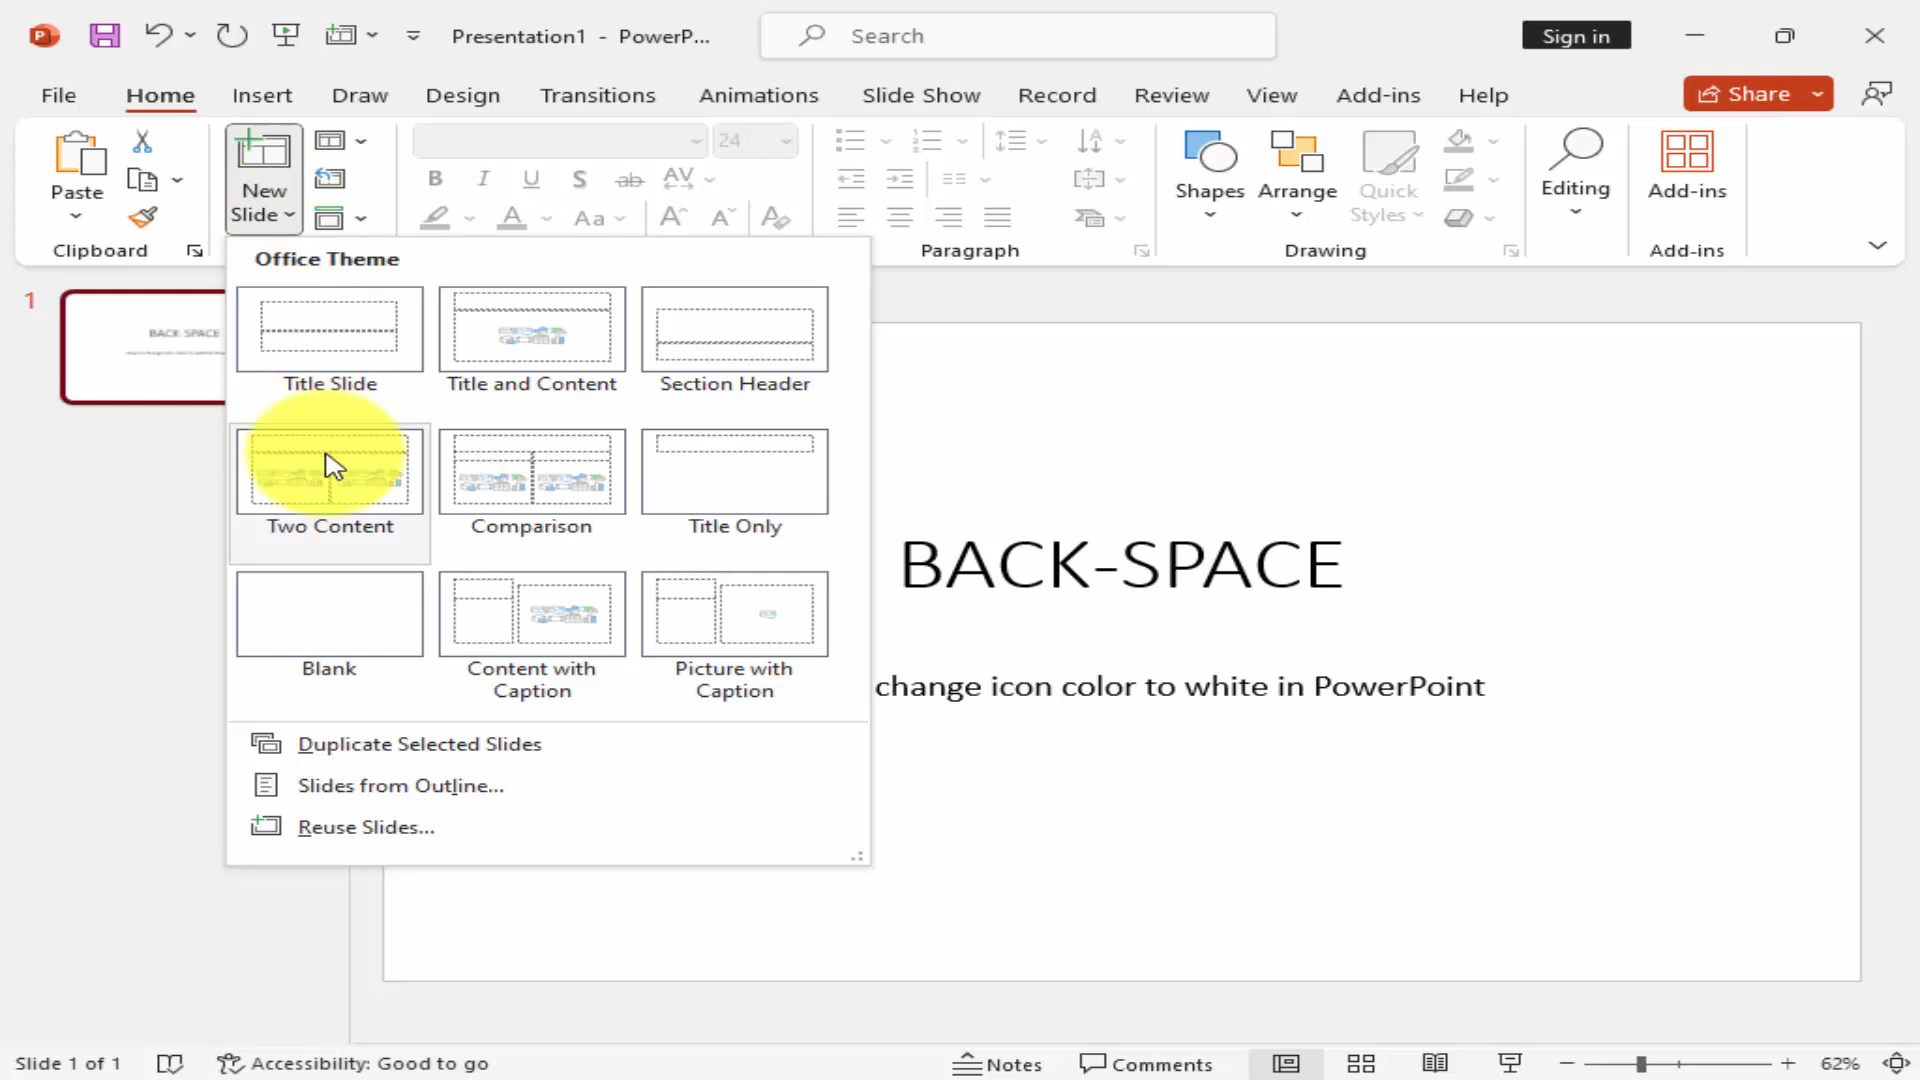 Presentation1 - PowerP...
Search
Sign in
File Home Insert Draw Design Transitions Animations Slide Show Record Review View Add-ins Help
Share
Paste
New
Slide
24
Shapes
Arrange
Quick
Styles
Editing
Add-ins
Clipboard
Paragraph
Drawing
Add-ins
Office Theme
Title Slide
Title and Content
Section Header
Two Content
Comparison
Title Only
Blank
Content with
Caption
Picture with
Caption
Duplicate Selected Slides
Slides from Outline...
Reuse Slides...
1
BACK SPACE
BACK-SPACE
change icon color to white in PowerPoint
Slide 1 of 1
Accessibility: Good to go
Notes
Comments
62%